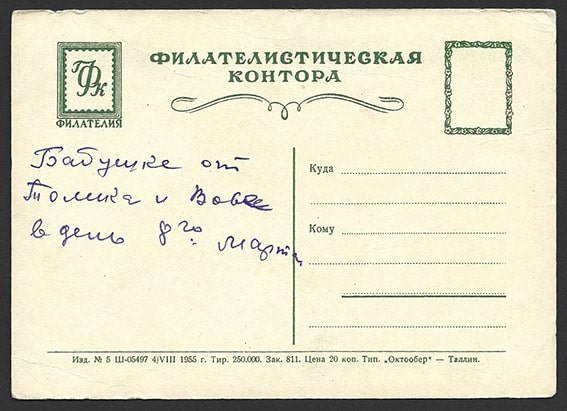 ГФК
ФИЛАТЕЛИЯ
ФИЛАТЕЛИСТИЧЕСКАЯ
КОНТОРА
Бабушке от
Толика и Вовы
в день 8го марта
Куда
Кому
Изд. № 5 Ш-05497 4/VIII 1955 г. Тир. 250.000. Зак. 811. Цена 20 коп. Тип. „Октообер" — Таллин.